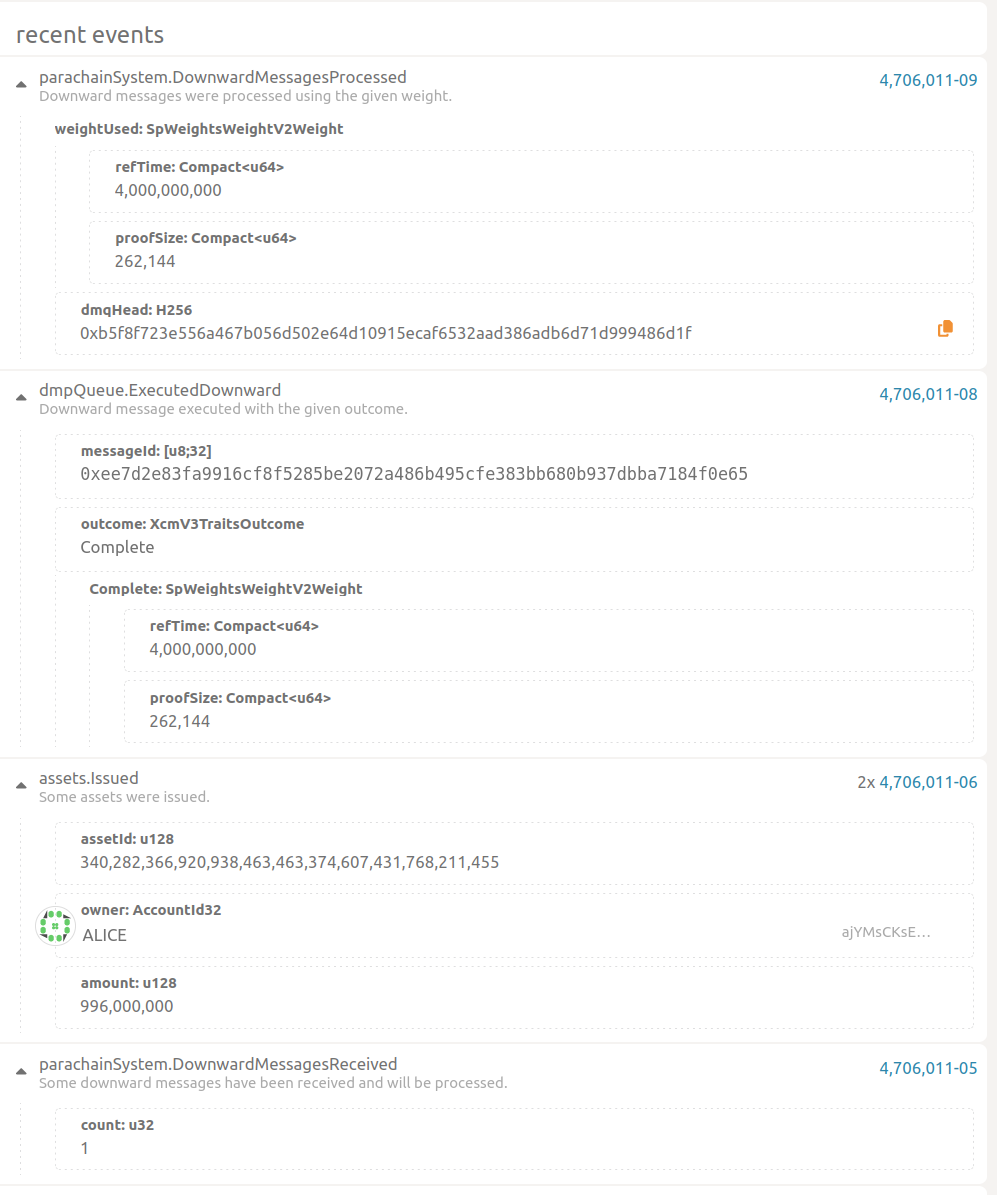 recent events
parachainSystem.DownwardMessagesProcessed
4,706,011-09
Downward messages were processed using the given weight.
weightUsed: SpWeightsWeightV2Weight
refTime: Compact<u64>
4,000,000,000
proofSize: Compact<u64>
262,144
dmqHead: H256
0xb5f8f723e556a467b056d502e64d10915ecaf6532aad386adb6d71d999486d1f
dmpQueue.ExecutedDownward
4,706,011-08
Downward message executed with the given outcome.
messageId: [u8;32]
0xee7d2e83fa9916cf8f5285be2072a486b495cfe383bb680b937dbba7184f0e65
outcome: XcmV3TraitsOutcome
Complete
Complete: SpWeightsWeightV2Weight
refTime: Compact<u64>
4,000,000,000
proofSize: Compact<u64>
262,144
assets.Issued
2x 4,706,011-06
Some assets were issued.
assetId: u128
340,282,366,920,938,463,463,374,607,431,768,211,455
owner: AccountId32
ALICE
ajYMsCKsE...
amount: u128
996,000,000
parachainSystem.DownwardMessagesReceived
4,706,011-05
Some downward messages have been received and will be processed.
count: u32
1